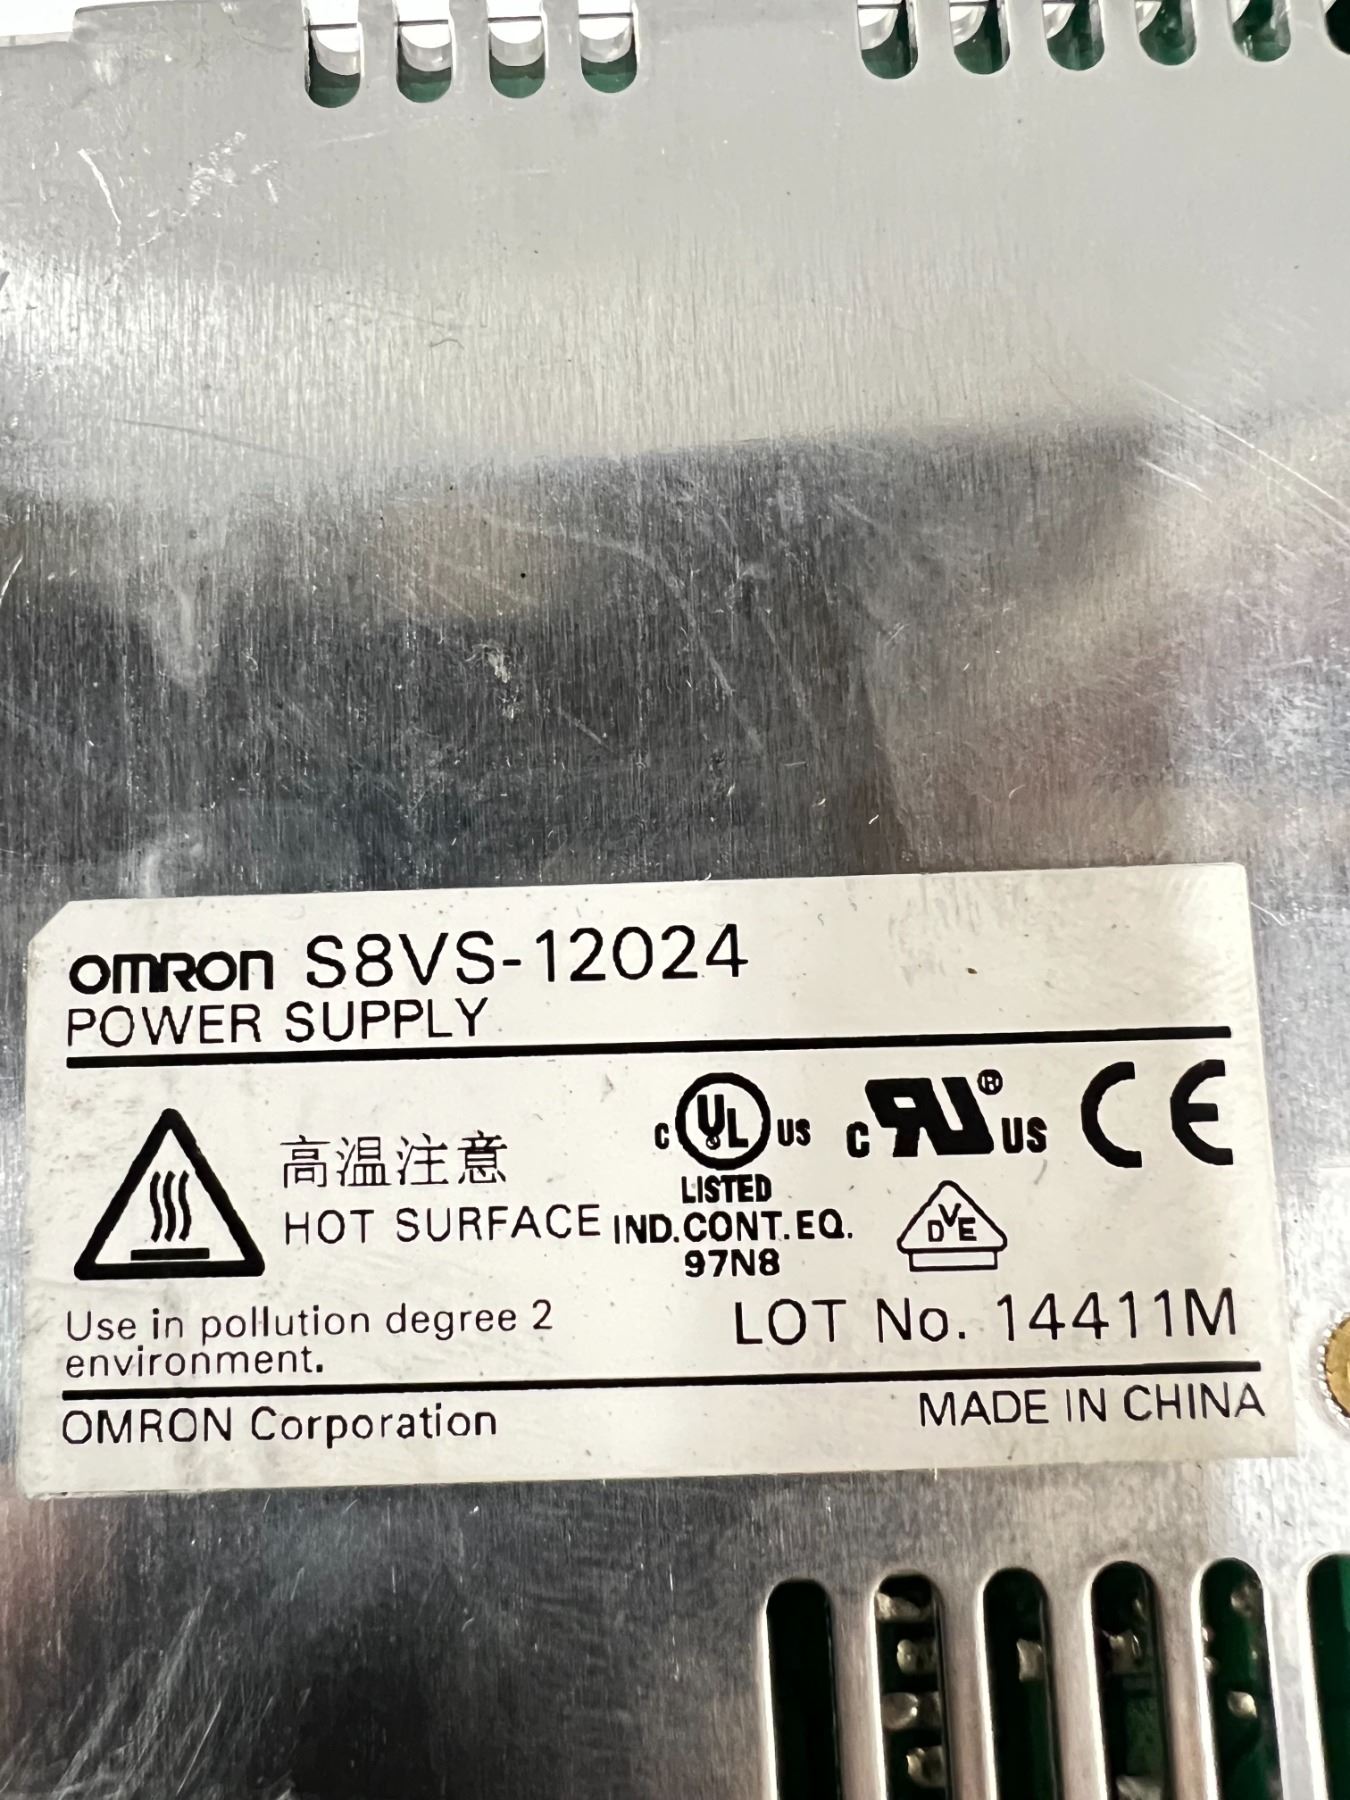 OMRON S8VS-12024
POWER SUPPLY
高温注意
HOT SURFACE
C UL US
LISTED
IND.CONT.EQ.
97N8
C RU® US
CE
DVE
Use in pollution degree 2
environment.
LOT No. 14411M
OMRON Corporation
MADE IN CHINA